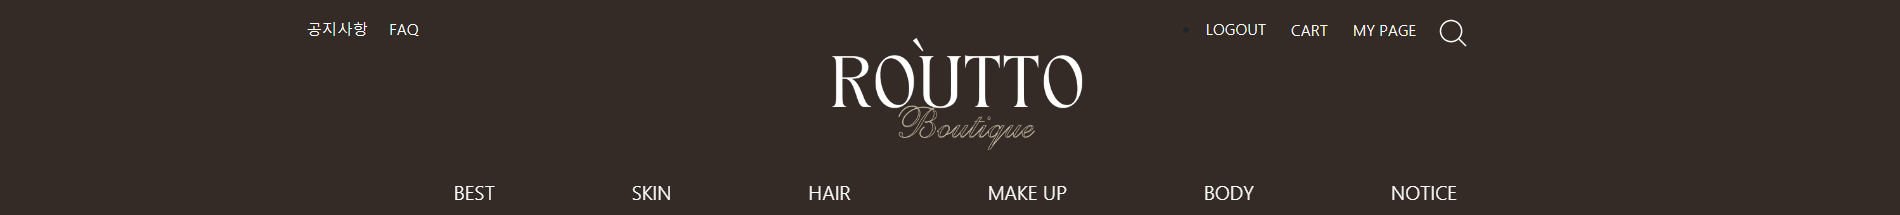 공지사항 FAQ LOGOUT CART MY PAGE
ROÙTTO
Boutique
BEST SKIN HAIR MAKE UP BODY NOTICE